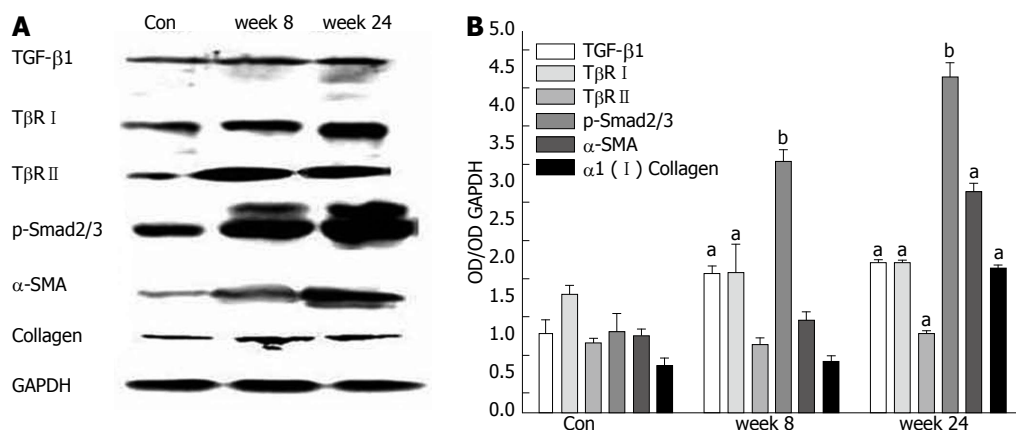 A
Con week 8 week 24
TGF-β1
TβR Ⅰ
TβR Ⅱ
p-Smad2/3
α-SMA
Collagen
GAPDH
B
OD/OD GAPDH
5.0
4.5
4.0
3.5
3.0
2.5
2.0
1.5
1.0
0.5
0.0
TGF-β1
TβR Ⅰ
TβR Ⅱ
p-Smad2/3
α-SMA
α1 (Ⅰ) Collagen
a a b
a a a b a a
Con week 8 week 24